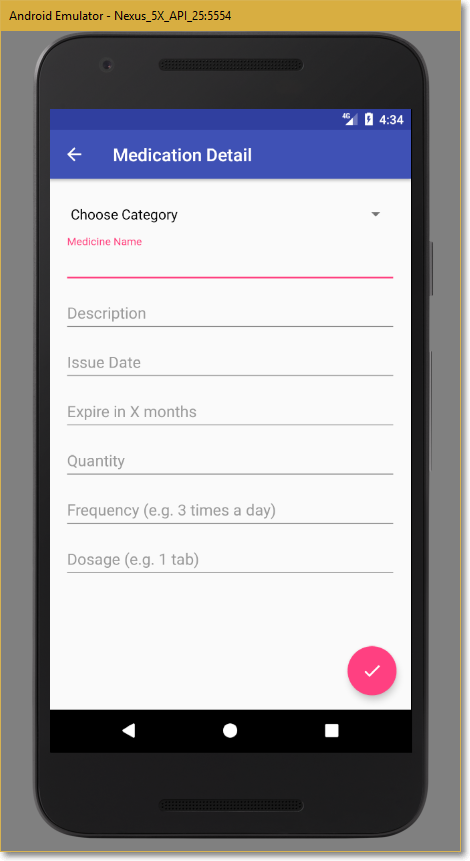 Android Emulator - Nexus_5X_API_25:5554
4G 4:34
Medication Detail
Choose Category
Medicine Name
Description
Issue Date
Expire in X months
Quantity
Frequency (e.g. 3 times a day)
Dosage (e.g. 1 tab)